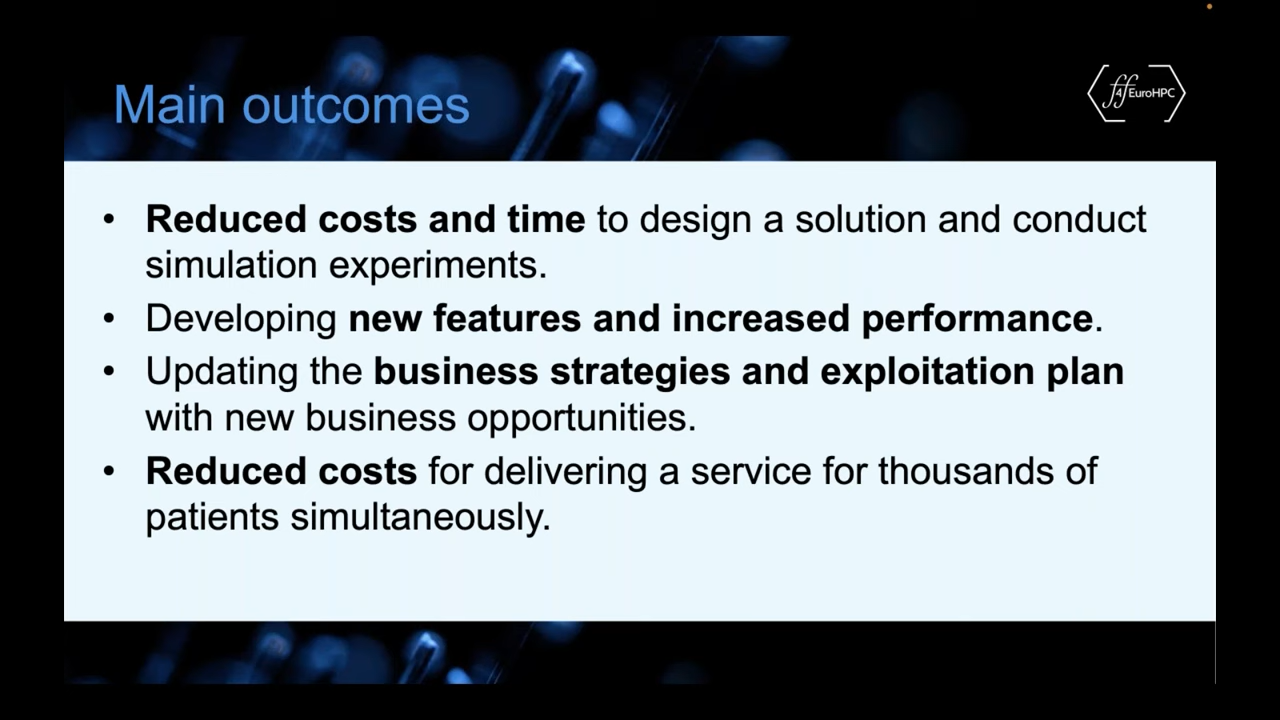 Main outcomes
ff4EuroHPC
• Reduced costs and time to design a solution and conduct
simulation experiments.
• Developing new features and increased performance.
• Updating the business strategies and exploitation plan
with new business opportunities.
• Reduced costs for delivering a service for thousands of
patients simultaneously.